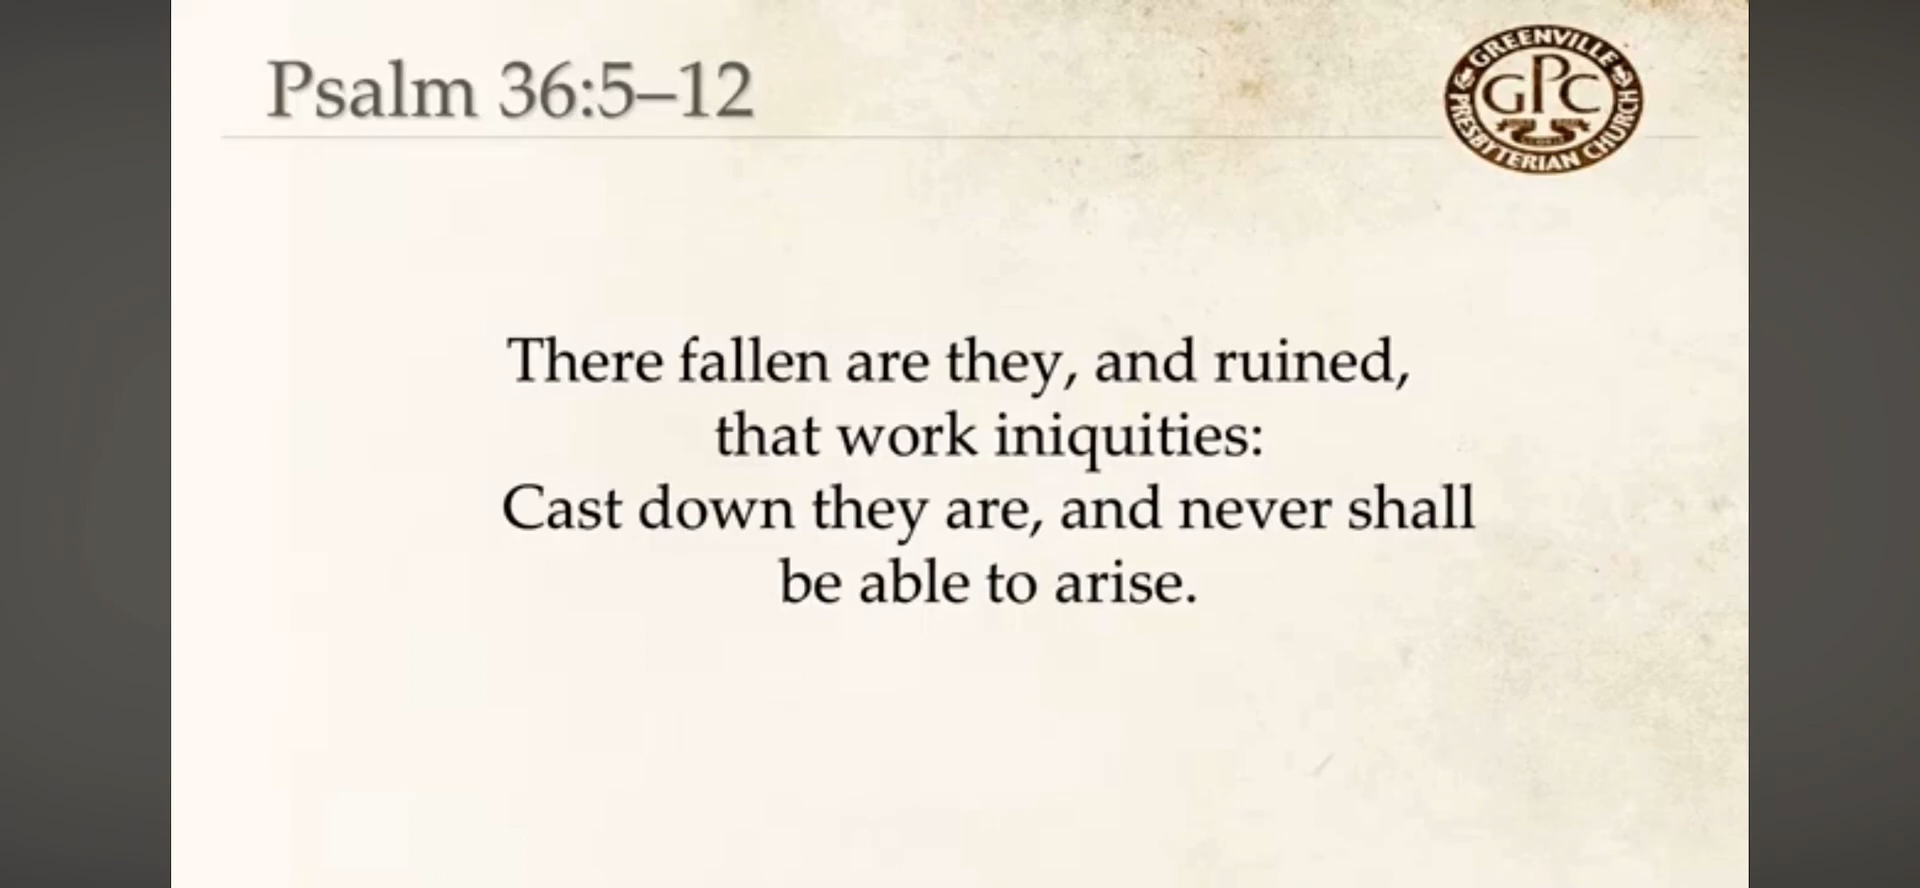 Psalm 36:5–12
GREENVILLE
GPC
PRESBYTERIAN CHURCH
There fallen are they, and ruined,
that work iniquities:
Cast down they are, and never shall
be able to arise.